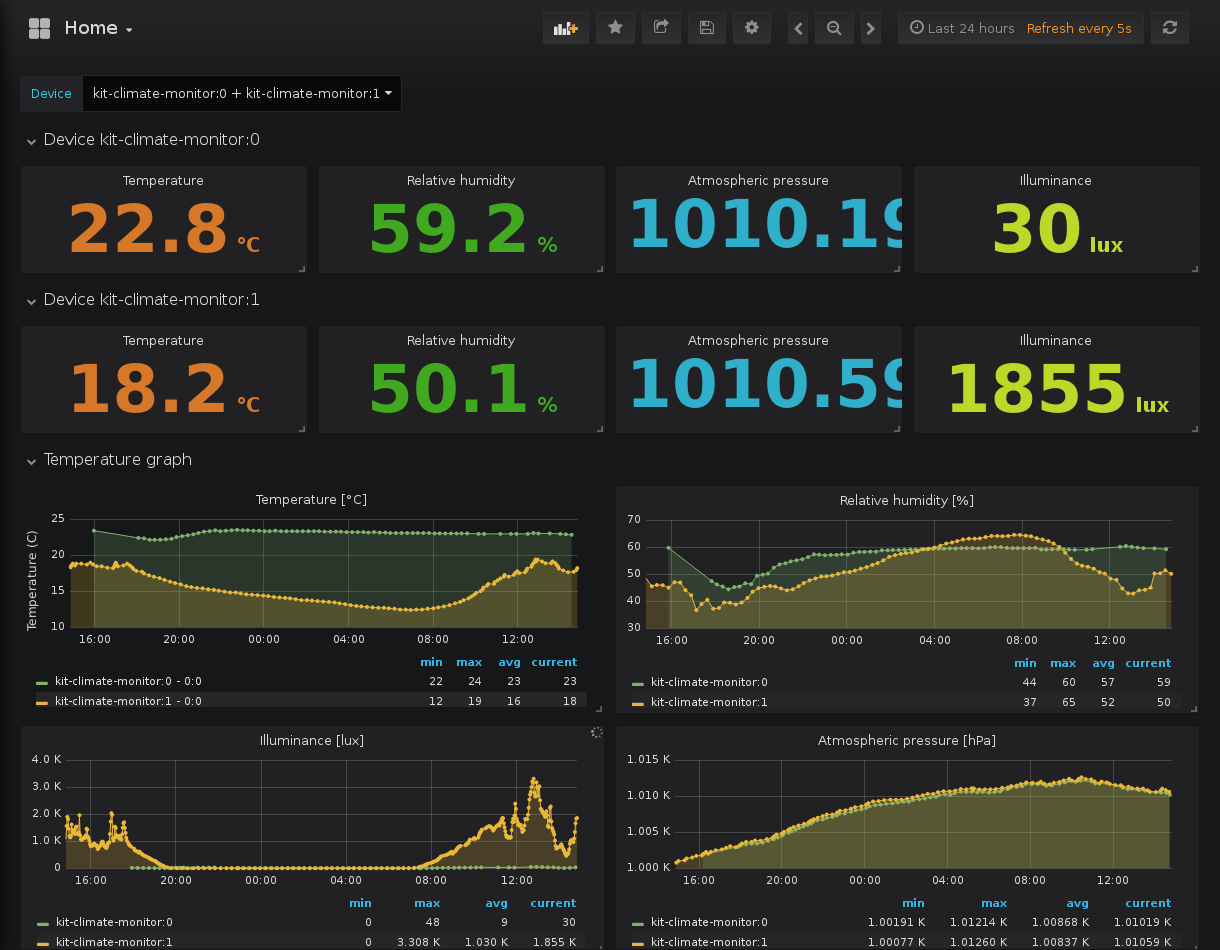 Home
Last 24 hours Refresh every 5s
Device kit-climate-monitor:0 + kit-climate-monitor:1
Device kit-climate-monitor:0
Temperature Relative humidity Atmospheric pressure Illuminance
22.8 °C 59.2 % 1010.19 30 lux
Device kit-climate-monitor:1
Temperature Relative humidity Atmospheric pressure Illuminance
18.2 °C 50.1 % 1010.59 1855 lux
Temperature graph
Temperature [°C]
Temperature (C)
25
20
15
10
16:00 20:00 00:00 04:00 08:00 12:00
min max avg current
kit-climate-monitor:0 - 0:0 22 24 23 23
kit-climate-monitor:1 - 0:0 12 19 16 18
Relative humidity [%]
70
60
50
40
30
16:00 20:00 00:00 04:00 08:00 12:00
min max avg current
kit-climate-monitor:0 44 60 57 59
kit-climate-monitor:1 37 65 52 50
Illuminance [lux]
4.0 K
3.0 K
2.0 K
1.0 K
0
16:00 20:00 00:00 04:00 08:00 12:00
min max avg current
kit-climate-monitor:0 0 48 9 30
kit-climate-monitor:1 0 3.308 K 1.030 K 1.855 K
Atmospheric pressure [hPa]
1.015 K
1.010 K
1.005 K
1.000 K
16:00 20:00 00:00 04:00 08:00 12:00
min max avg current
kit-climate-monitor:0 1.00191 K 1.01214 K 1.00868 K 1.01019 K
kit-climate-monitor:1 1.00077 K 1.01260 K 1.00837 K 1.01059 K